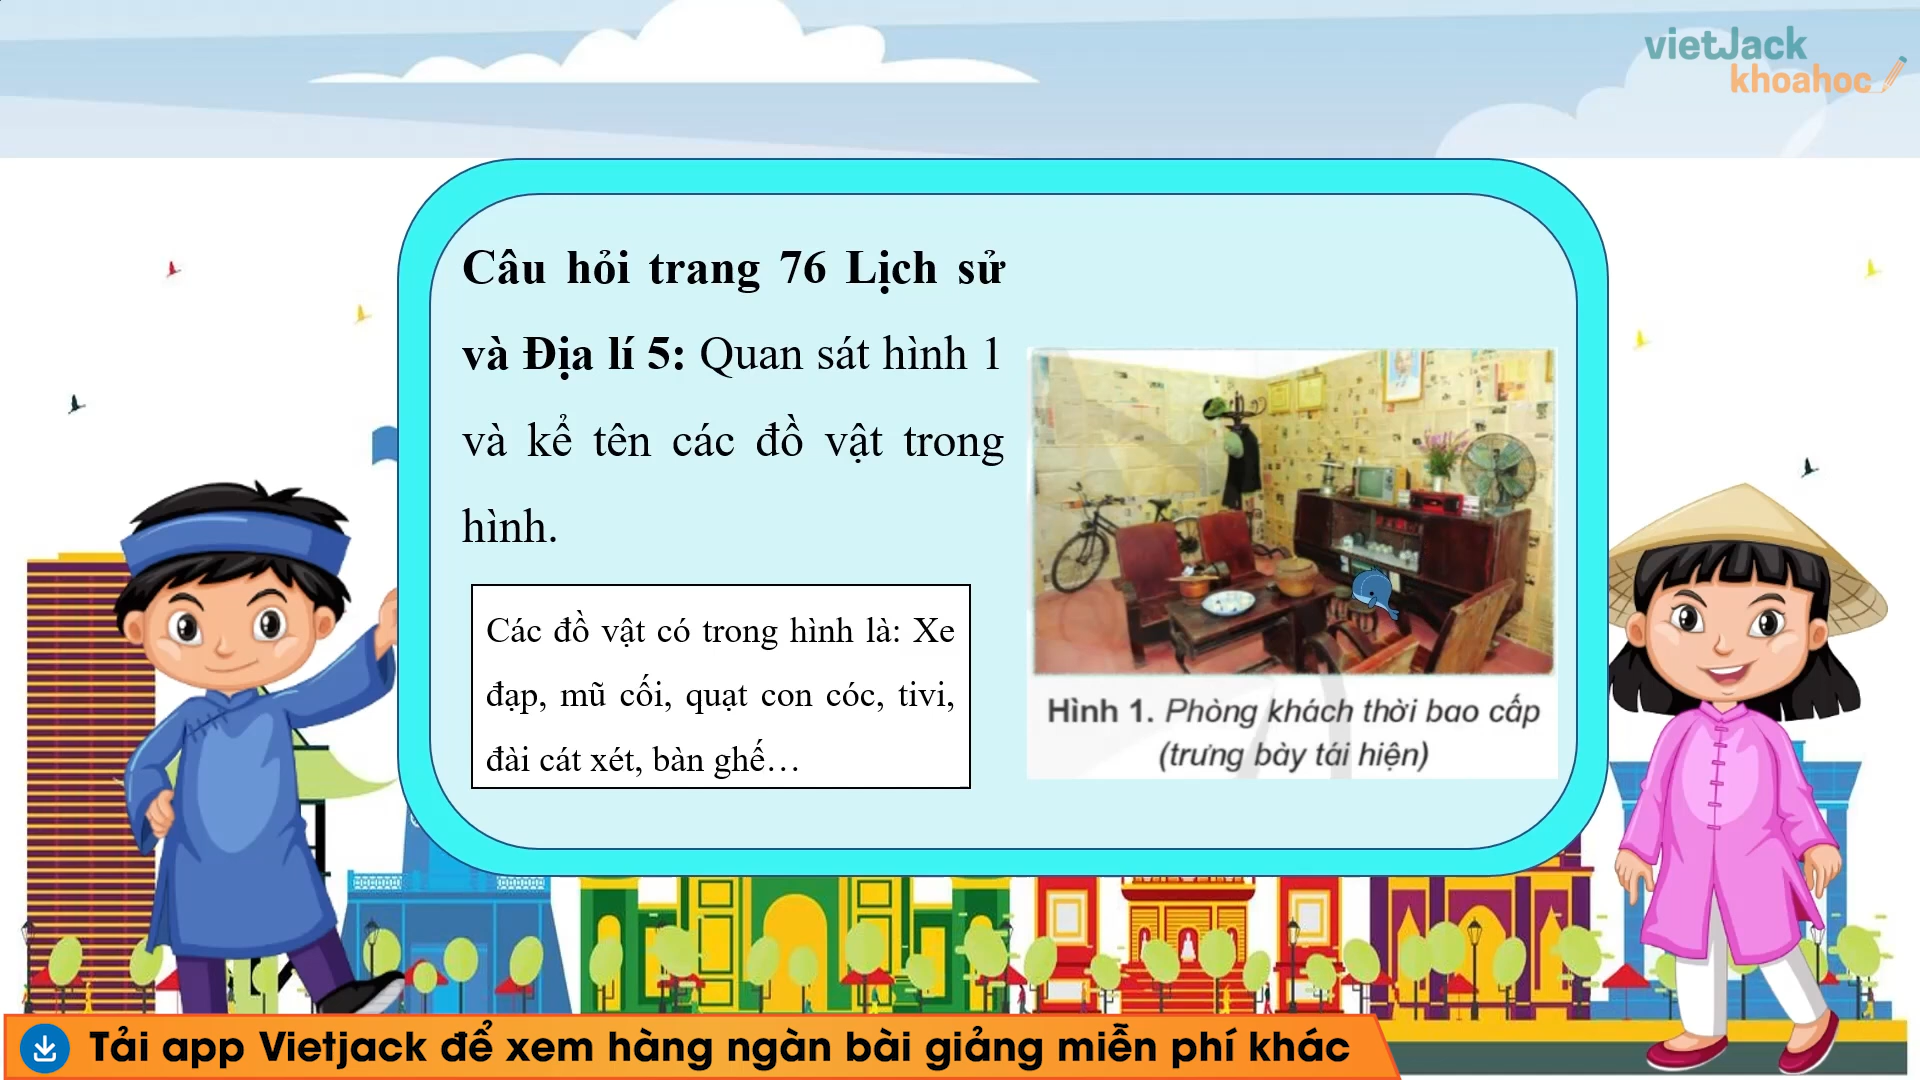 vietJack
khoahoc
Câu hỏi trang 76 Lịch sử
và Địa lí 5: Quan sát hình 1
và kể tên các đồ vật trong
hình.
Các đồ vật có trong hình là: Xe
đạp, mũ cối, quạt con cóc, tivi,
đài cát xét, bàn ghế…
Hình 1. Phòng khách thời bao cấp
(trưng bày tái hiện)
Tải app Vietjack để xem hàng ngàn bài giảng miễn phí khác